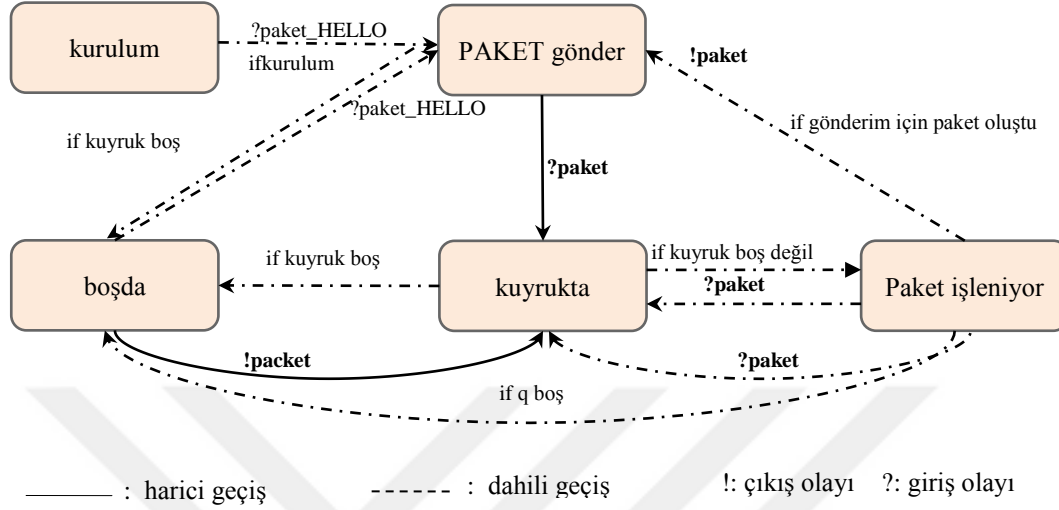 kurulum
?paket_HELLO
ifkurulum
PAKET gönder
!paket
?paket_HELLO
if kuyruk boş
if gönderim için paket oluştu
?paket
boşda
if kuyruk boş
kuyrukta
if kuyruk boş değil
?paket
Paket işleniyor
!packet
?paket
if q boş
: harici geçiş
: dahili geçiş
!: çıkış olayı ?: giriş olayı